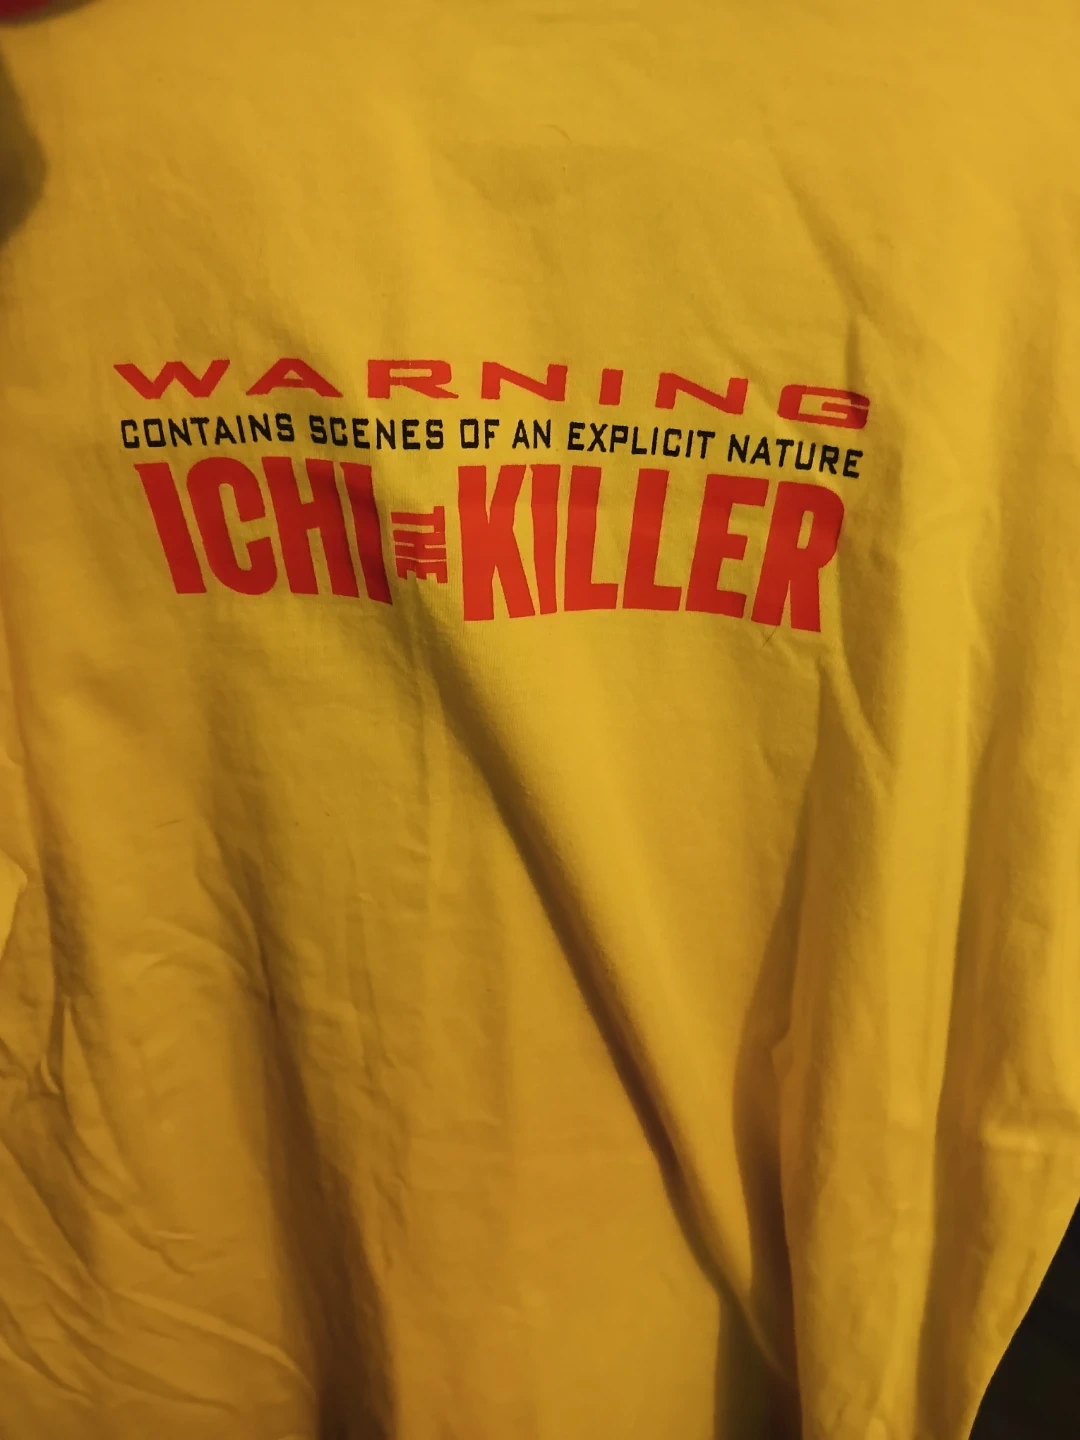 WARNING
CONTAINS SCENES OF AN EXPLICIT NATURE
ICHI THE KILLER